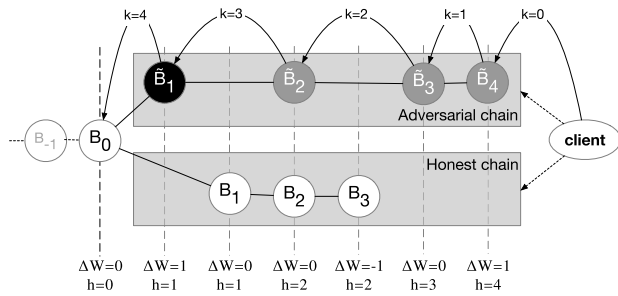 k=4 k=3 k=2 k=1 k=0
B̃₁ B̃₂ B̃₃ B̃₄
Adversarial chain
B₋₁ B₀ client
Honest chain
B₁ B₂ B₃
ΔW=0 ΔW=1 ΔW=0 ΔW=0 ΔW=-1 ΔW=0 ΔW=1
h=0 h=1 h=1 h=2 h=2 h=3 h=4